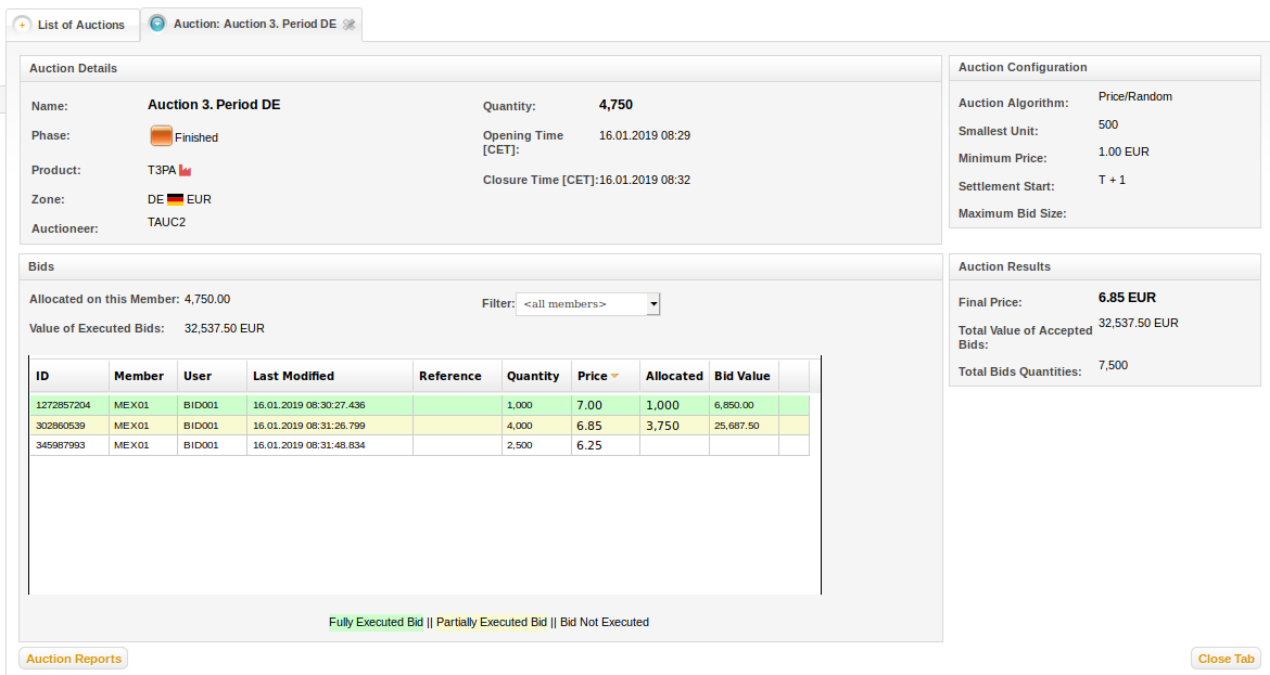 List of Auctions
Auction: Auction 3. Period DE
Auction Details
Name: Auction 3. Period DE
Phase: Finished
Product: T3PA
Zone: DE EUR
Auctioneer: TAUC2
Quantity: 4,750
Opening Time [CET]: 16.01.2019 08:29
Closure Time [CET]: 16.01.2019 08:32
Auction Configuration
Auction Algorithm: Price/Random
Smallest Unit: 500
Minimum Price: 1.00 EUR
Settlement Start: T + 1
Maximum Bid Size:
Bids
Allocated on this Member: 4,750.00
Filter: <all members>
Value of Executed Bids: 32,537.50 EUR
ID Member User Last Modified Reference Quantity Price Allocated Bid Value
1272857204 MEX01 BID001 16.01.2019 08:30:27.436 1,000 7.00 1,000 6,850.00
302860539 MEX01 BID001 16.01.2019 08:31:26.799 4,000 6.85 3,750 25,687.50
345987993 MEX01 BID001 16.01.2019 08:31:48.834 2,500 6.25
Fully Executed Bid || Partially Executed Bid || Bid Not Executed
Auction Results
Final Price: 6.85 EUR
Total Value of Accepted Bids: 32,537.50 EUR
Total Bids Quantities: 7,500
Auction Reports
Close Tab